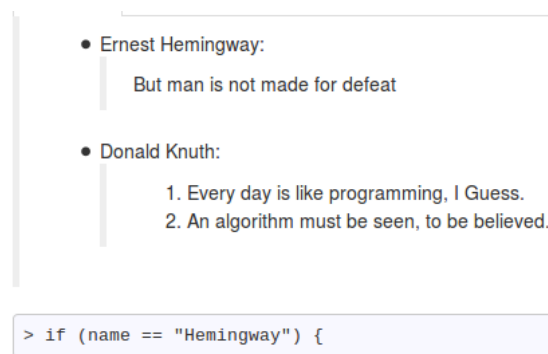 • Ernest Hemingway:
But man is not made for defeat
• Donald Knuth:
1. Every day is like programming, I Guess.
2. An algorithm must be seen, to be believed.
> if (name == "Hemingway") {